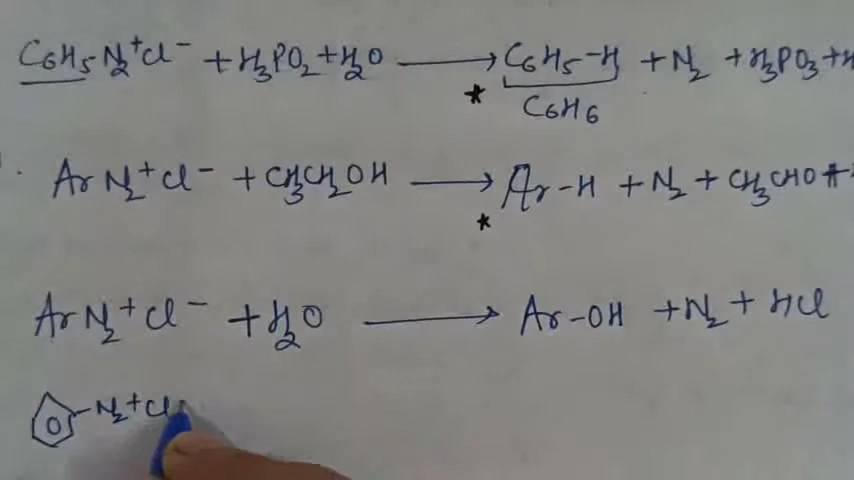 C6H5N2+Cl- + H3PO2 + H2O ⟶ C6H5-H + N2 + H3PO3 +
* C6H6
ArN2+Cl- + CH3CH2OH ⟶ Ar-H + N2 + CH3CHO +
*
ArN2+Cl- + H2O ⟶ Ar-OH + N2 + HCl
-N2+Cl